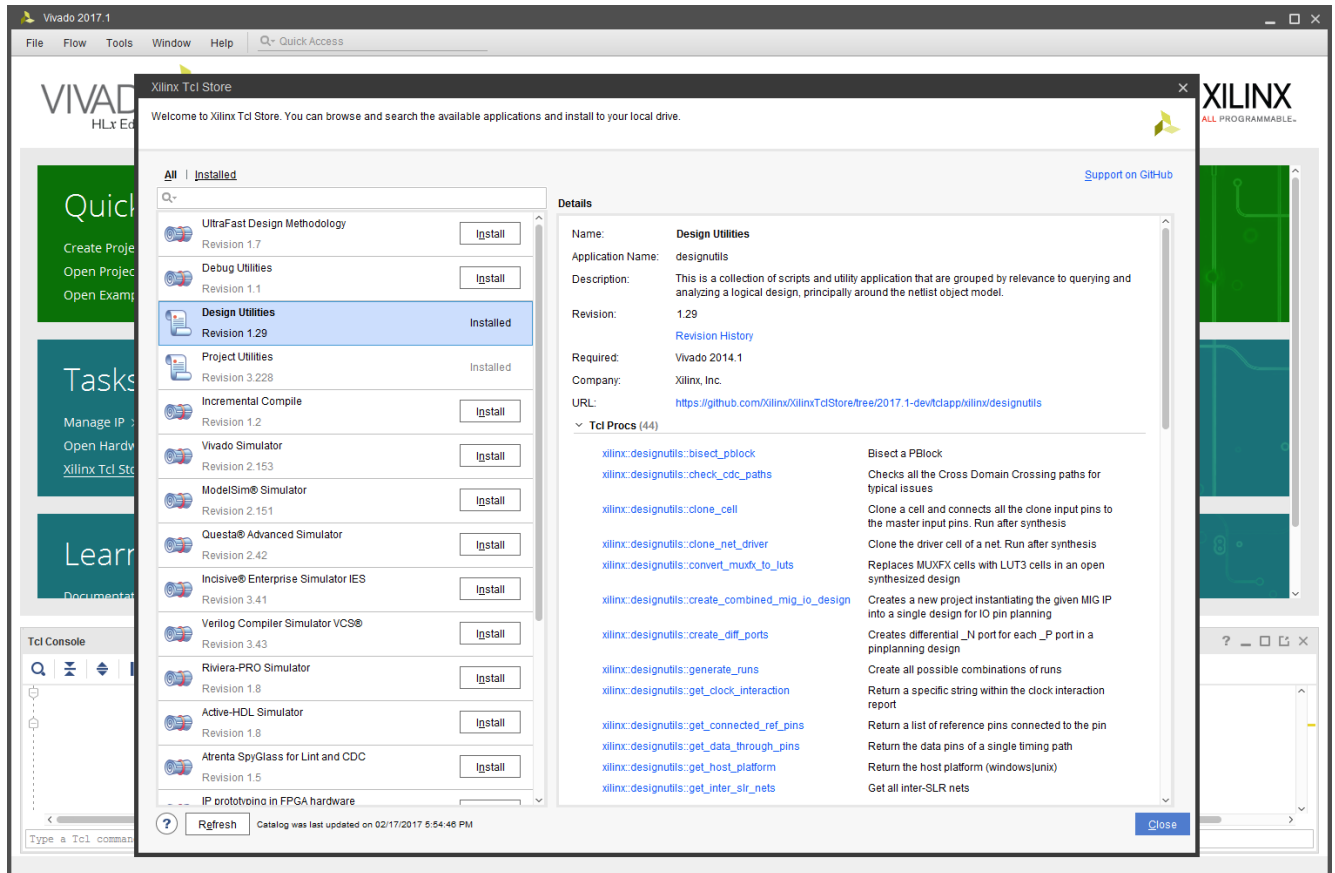 Vivado 2017.1
File Flow Tools Window Help Quick Access
VIVAD
HLx Ed
XILINX
ALL PROGRAMMABLE
Quick
Create Proje
Open Projec
Open Examp
Tasks
Manage IP >
Open Hardw
Xilinx Tcl Sto
Learn
Documentat
Xilinx Tcl Store
Welcome to Xilinx Tcl Store. You can browse and search the available applications and install to your local drive.
All | Installed
Support on GitHub
UltraFast Design Methodology
Revision 1.7
Install
Debug Utilities
Revision 1.1
Install
Design Utilities
Revision 1.29
Installed
Project Utilities
Revision 3.228
Installed
Incremental Compile
Revision 1.2
Install
Vivado Simulator
Revision 2.153
Install
ModelSim® Simulator
Revision 2.151
Install
Questa® Advanced Simulator
Revision 2.42
Install
Incisive® Enterprise Simulator IES
Revision 3.41
Install
Verilog Compiler Simulator VCS®
Revision 3.43
Install
Riviera-PRO Simulator
Revision 1.8
Install
Active-HDL Simulator
Revision 1.8
Install
Atrenta SpyGlass for Lint and CDC
Revision 1.5
Install
IP prototyping in FPGA hardware
Details
Name: Design Utilities
Application Name: designutils
Description: This is a collection of scripts and utility application that are grouped by relevance to querying and
analyzing a logical design, principally around the netlist object model.
Revision: 1.29
Revision History
Required: Vivado 2014.1
Company: Xilinx, Inc.
URL: https://github.com/Xilinx/XilinxTclStore/tree/2017.1-dev/tclapp/xilinx/designutils
Tcl Procs (44)
xilinx::designutils::bisect_pblock Bisect a PBlock
xilinx::designutils::check_cdc_paths Checks all the Cross Domain Crossing paths for
typical issues
xilinx::designutils::clone_cell Clone a cell and connects all the clone input pins to
the master input pins. Run after synthesis
xilinx::designutils::clone_net_driver Clone the driver cell of a net. Run after synthesis
xilinx::designutils::convert_muxfx_to_luts Replaces MUXFX cells with LUT3 cells in an open
synthesized design
xilinx::designutils::create_combined_mig_io_design Creates a new project instantiating the given MIG IP
into a single design for IO pin planning
xilinx::designutils::create_diff_ports Creates differential _N port for each _P port in a
pinplanning design
xilinx::designutils::generate_runs Create all possible combinations of runs
xilinx::designutils::get_clock_interaction Return a specific string within the clock interaction
report
xilinx::designutils::get_connected_ref_pins Return a list of reference pins connected to the pin
xilinx::designutils::get_data_through_pins Return the data pins of a single timing path
xilinx::designutils::get_host_platform Return the host platform (windows|unix)
xilinx::designutils::get_inter_slr_nets Get all inter-SLR nets
? Refresh Catalog was last updated on 02/17/2017 5:54:46 PM
Close
Tcl Console
Type a Tcl comman